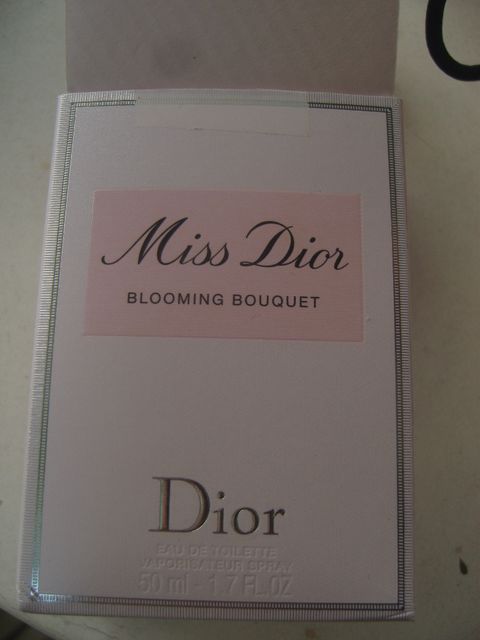 Miss Dior
BLOOMING BOUQUET
Dior
EAU DE TOILETTE
VAPORISATEUR SPRAY
50 ml - 1.7 FL.OZ